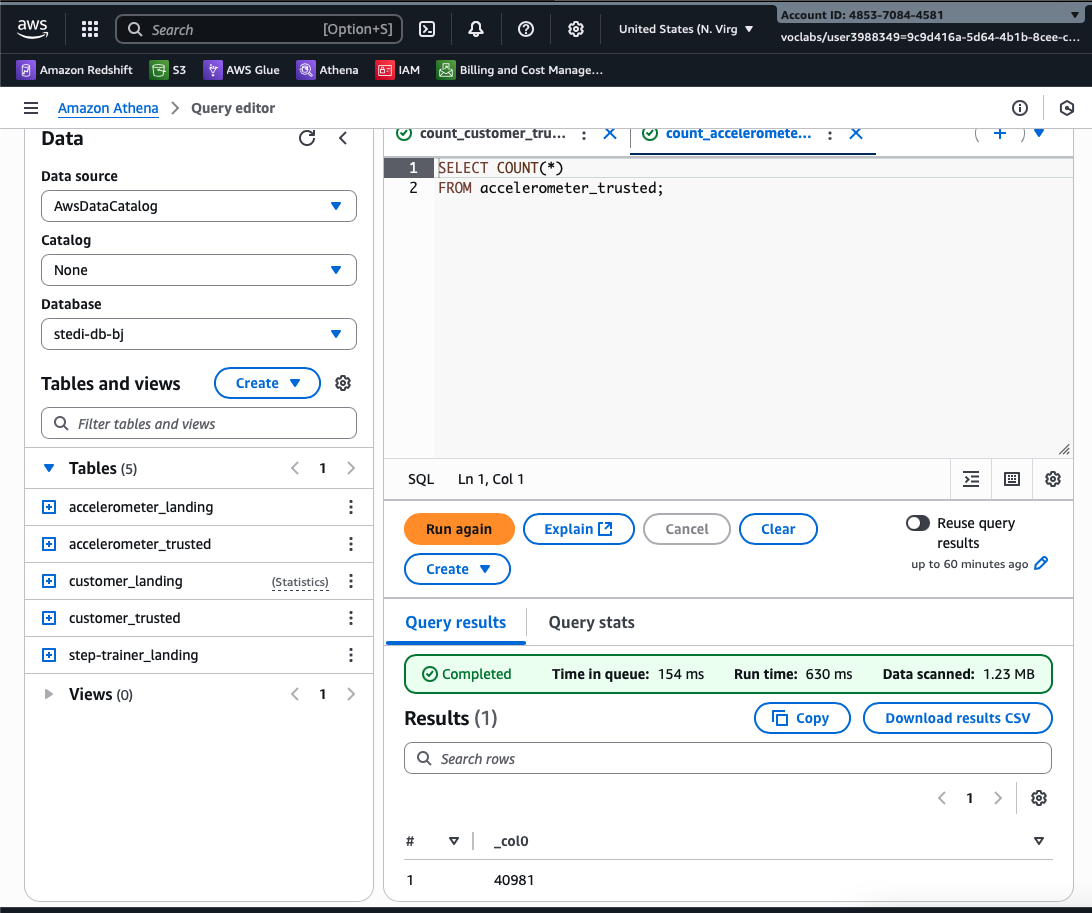 aws
Search [Option+S]
United States (N. Virg
Account ID: 4853-7084-4581
voclabs/user3988349=9c9d416a-5d64-4b1b-8cee-c...
Amazon Redshift S3 AWS Glue Athena IAM Billing and Cost Manage...
Amazon Athena > Query editor
Data
Data source
AwsDataCatalog
Catalog
None
Database
stedi-db-bj
Tables and views Create
Filter tables and views
Tables (5) < 1 >
accelerometer_landing
accelerometer_trusted
customer_landing (Statistics)
customer_trusted
step-trainer_landing
Views (0) < 1 >
count_customer_tru... count_acceleromete...
1 SELECT COUNT(*)
2 FROM accelerometer_trusted;
SQL Ln 1, Col 1
Run again Explain Cancel Clear
Create
Reuse query
results
up to 60 minutes ago
Query results Query stats
Completed Time in queue: 154 ms Run time: 630 ms Data scanned: 1.23 MB
Results (1) Copy Download results CSV
Search rows
< 1 >
# _col0
1 40981